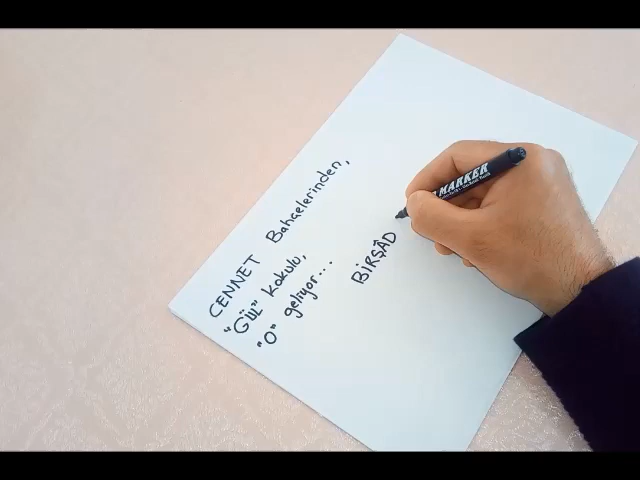 CENNET Bahçelerinden,
"GÜL" kokulu,
"O" geliyor...
BİRŞÂD
MARKER